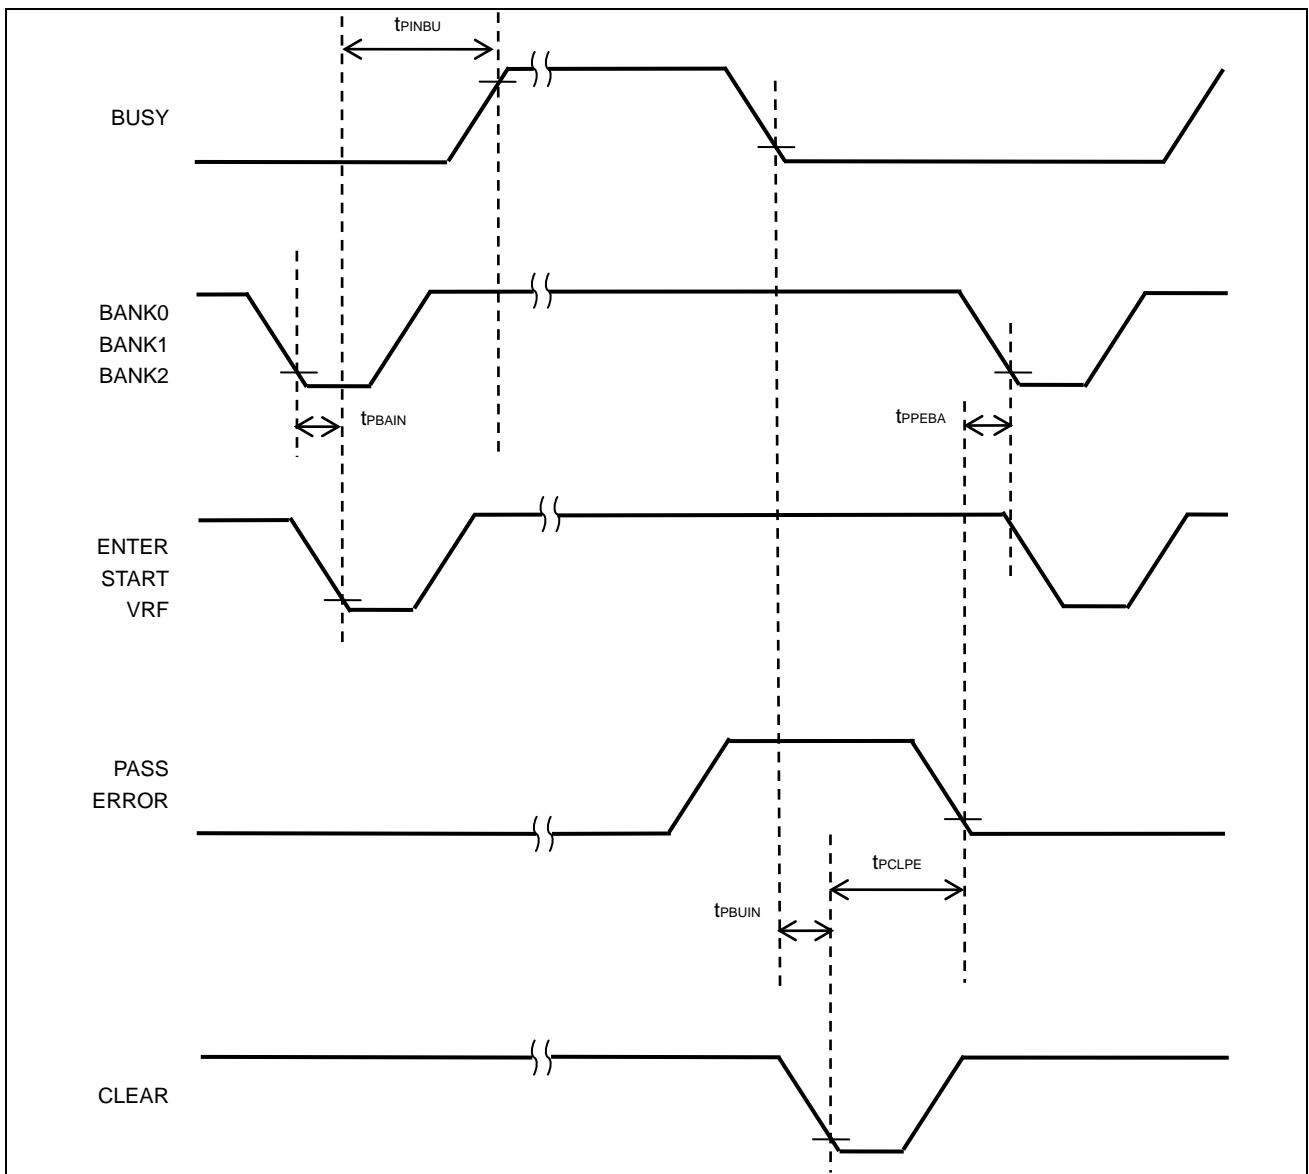 tPINBU
BUSY
BANK0
BANK1
BANK2
tPBAIN
tPPEBA
ENTER
START
VRF
PASS
ERROR
tPCLPE
tPBUIN
CLEAR